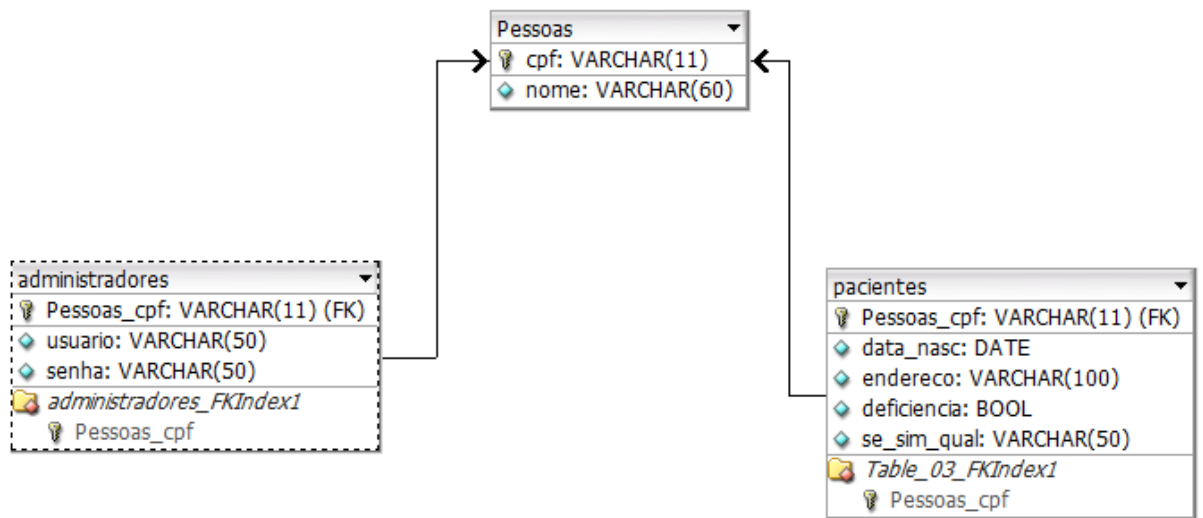 Pessoas
cpf: VARCHAR(11)
nome: VARCHAR(60)
administradores
Pessoas_cpf: VARCHAR(11) (FK)
usuario: VARCHAR(50)
senha: VARCHAR(50)
administradores_FKIndex1
Pessoas_cpf
pacientes
Pessoas_cpf: VARCHAR(11) (FK)
data_nasc: DATE
endereco: VARCHAR(100)
deficiencia: BOOL
se_sim_qual: VARCHAR(50)
Table_03_FKIndex1
Pessoas_cpf